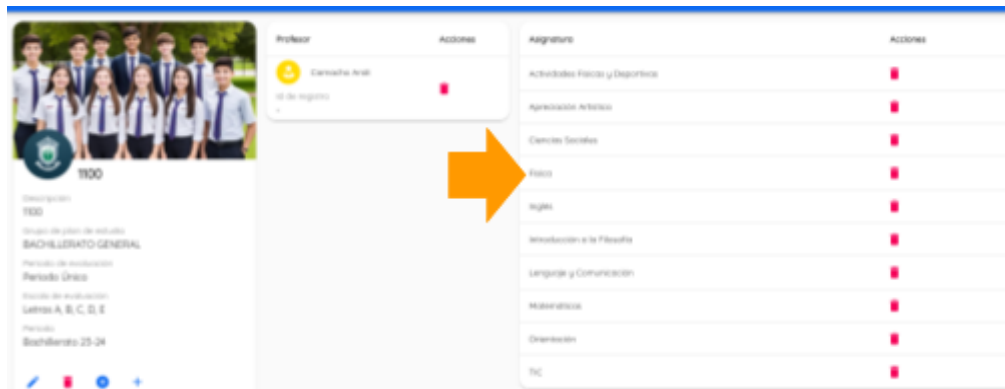 1100
Descripción
1100
Grupo de plan de estudio
BACHILLERATO GENERAL
Periodo de evaluación
Periodo Único
Escala de evaluación
Letras A, B, C, D, E
Periodo
Bachillerato 23-24
Profesor Acciones
Camacho Anél
Id de registro
-
Asignatura Acciones
Actividades Físicas y Deportivas
Apreciación Artística
Ciencias Sociales
Física
Inglés
Introducción a la Filosofía
Lenguaje y Comunicación
Matemáticas
Orientación
TIC